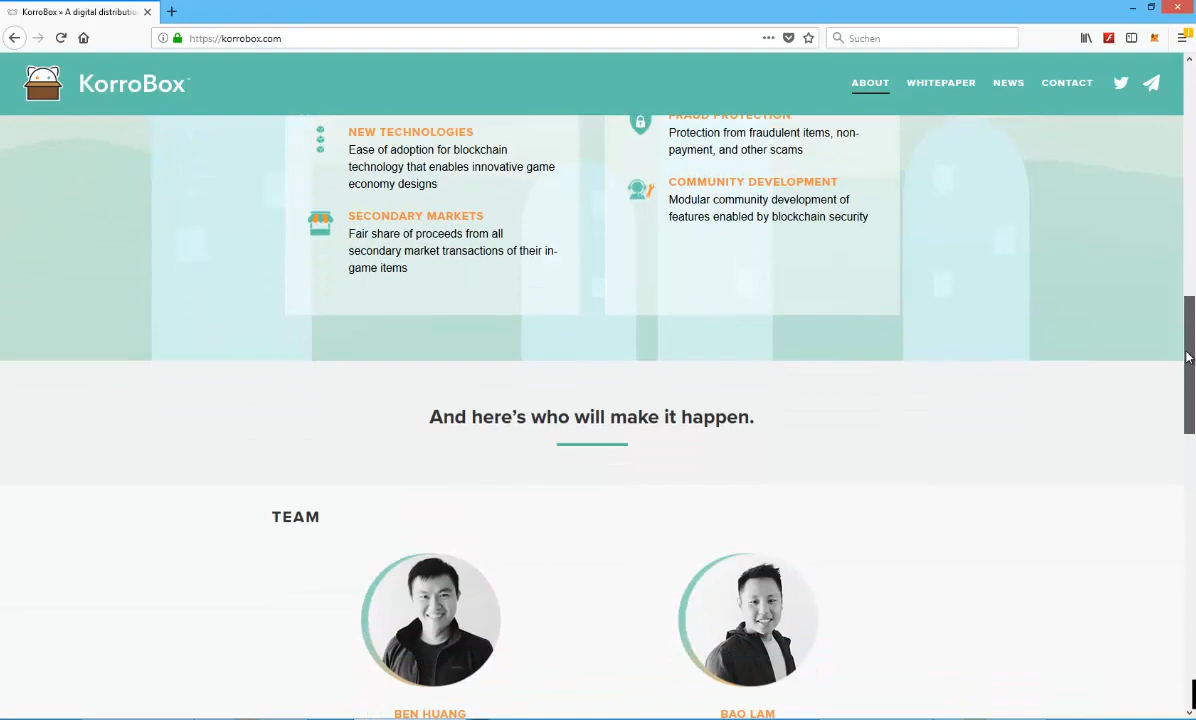 KorroBox » A digital distributio
https://korrobox.com
Suchen
KorroBox
ABOUT WHITEPAPER NEWS CONTACT
NEW TECHNOLOGIES
Ease of adoption for blockchain
technology that enables innovative game
economy designs
SECONDARY MARKETS
Fair share of proceeds from all
secondary market transactions of their in-
game items
FRAUD PROTECTION
Protection from fraudulent items, non-
payment, and other scams
COMMUNITY DEVELOPMENT
Modular community development of
features enabled by blockchain security
And here's who will make it happen.
TEAM
BEN HUANG
BAO LAM